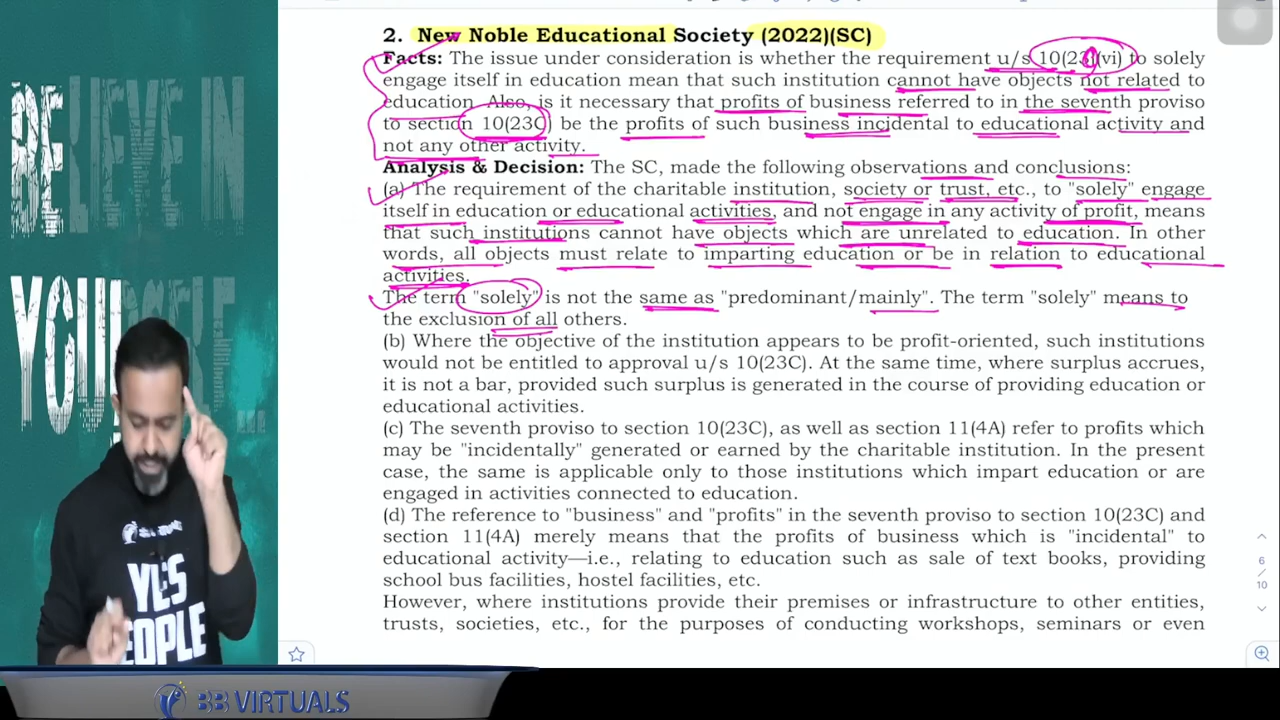 2. New Noble Educational Society (2022)(SC)
Facts: The issue under consideration is whether the requirement u/s 10(23 (vi) to solely
engage itself in education mean that such institution cannot have objects not related to
education. Also, is it necessary that profits of business referred to in the seventh proviso
to section 10(23C) be the profits of such business incidental to educational activity and
not any other activity.
Analysis & Decision: The SC, made the following observations and conclusions:
(a) The requirement of the charitable institution, society or trust, etc., to "solely" engage
itself in education or educational activities, and not engage in any activity of profit, means
that such institutions cannot have objects which are unrelated to education. In other
words, all objects must relate to imparting education or be in relation to educational
activities.
The term "solely" is not the same as "predominant/mainly". The term "solely" means to
the exclusion of all others.
(b) Where the objective of the institution appears to be profit-oriented, such institutions
would not be entitled to approval u/s 10(23C). At the same time, where surplus accrues,
it is not a bar, provided such surplus is generated in the course of providing education or
educational activities.
(c) The seventh proviso to section 10(23C), as well as section 11(4A) refer to profits which
may be "incidentally" generated or earned by the charitable institution. In the present
case, the same is applicable only to those institutions which impart education or are
engaged in activities connected to education.
(d) The reference to "business" and "profits" in the seventh proviso to section 10(23C) and
section 11(4A) merely means that the profits of business which is "incidental" to
educational activity—i.e., relating to education such as sale of text books, providing
school bus facilities, hostel facilities, etc.
However, where institutions provide their premises or infrastructure to other entities,
trusts, societies, etc., for the purposes of conducting workshops, seminars or even
6
/
10
BELIEVE IN
YOURSELF...
YES
PEOPLE
BB VIRTUALS